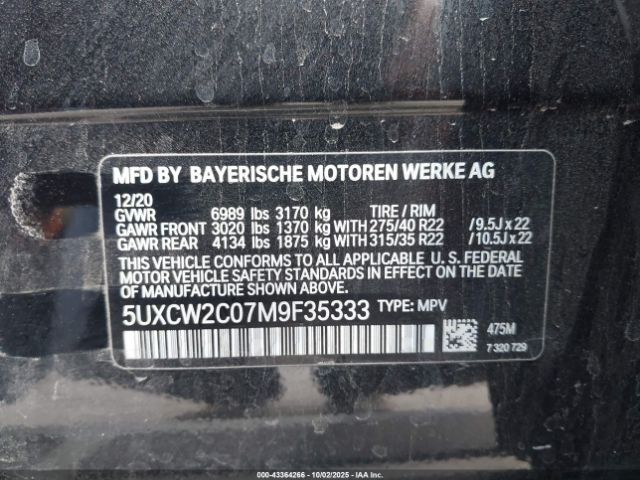 MFD BY BAYERISCHE MOTOREN WERKE AG
12/20
GVWR 6989 lbs 3170 kg TIRE / RIM
GAWR FRONT 3020 lbs 1370 kg WITH 275/40 R22 / 9.5J x 22
GAWR REAR 4134 lbs 1875 kg WITH 315/35 R22 / 10.5J x 22
THIS VEHICLE CONFORMS TO ALL APPLICABLE U. S. FEDERAL
MOTOR VEHICLE SAFETY STANDARDS IN EFFECT ON THE DATE
OF MANUFACTURE SHOWN ABOVE.
5UXCW2C07M9F35333 TYPE: MPV
475M
7 320 729
000-43364266 - 10/02/2025 - IAAI.com